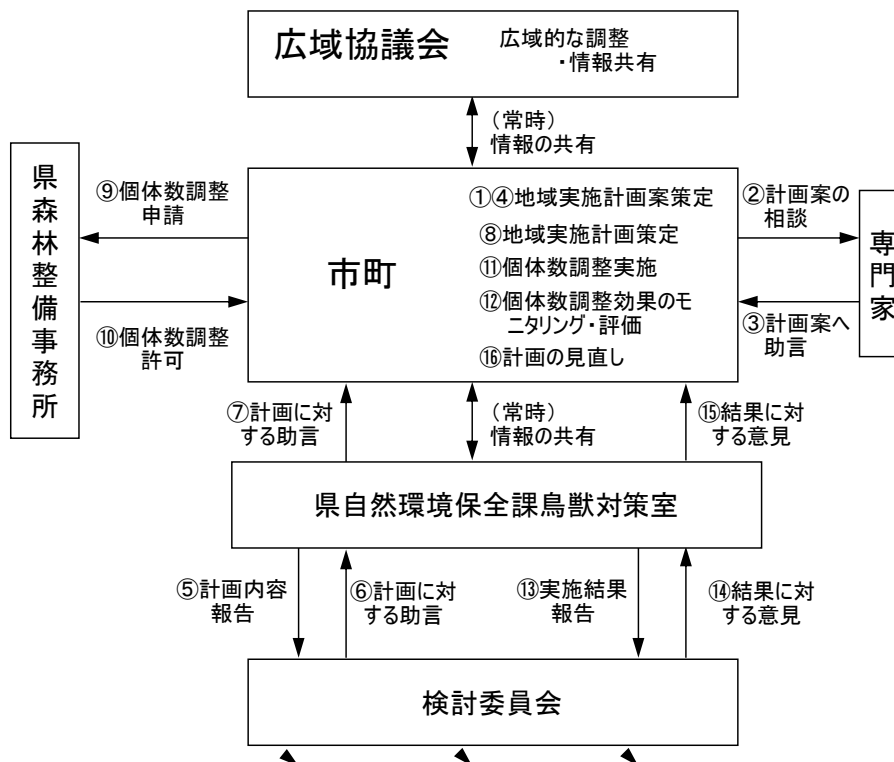 広域協議会
広域的な調整
・情報共有
（常時）
情報の共有
県森林整備事務所
⑨個体数調整
申請
⑩個体数調整
許可
市町
①④地域実施計画案策定
⑧地域実施計画策定
⑪個体数調整実施
⑫個体数調整効果のモ
ニタリング・評価
⑯計画の見直し
②計画案の
相談
③計画案へ
助言
専門家
⑦計画に対
する助言
（常時）
情報の共有
⑮結果に対
する意見
県自然環境保全課鳥獣対策室
⑤計画内容
報告
⑥計画に対
する助言
⑬実施結果
報告
⑭結果に対
する意見
検討委員会